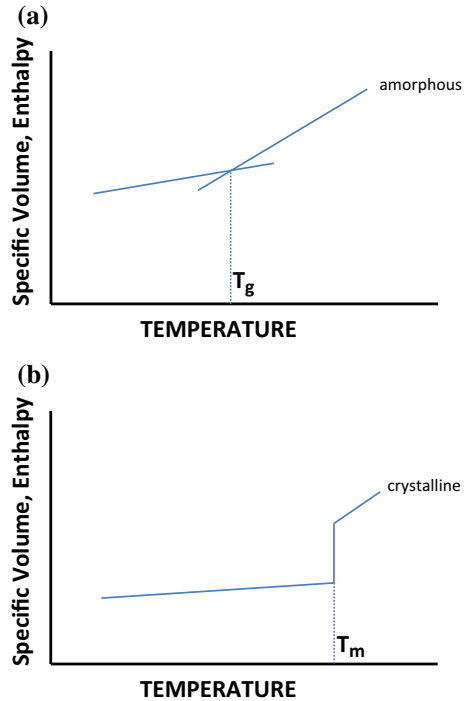 (a)
Specific Volume, Enthalpy
amorphous
Tg
TEMPERATURE
(b)
Specific Volume, Enthalpy
crystalline
Tm
TEMPERATURE